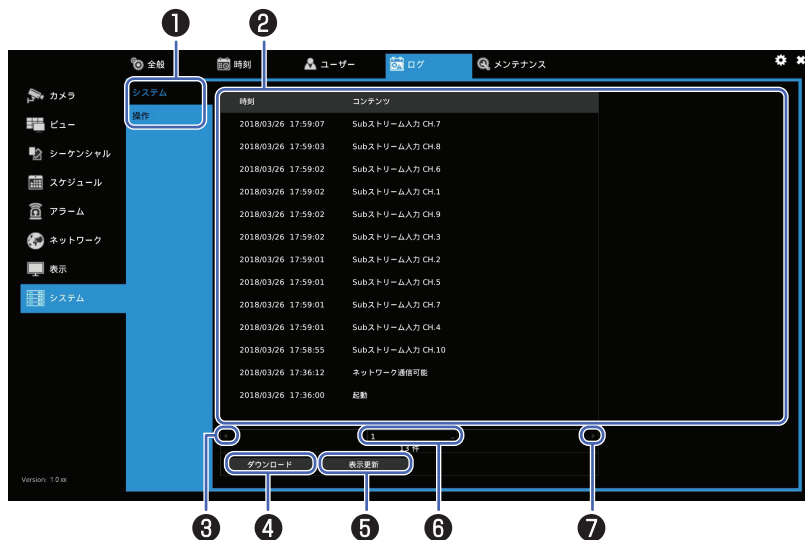 ❶ ❷
全般 時刻 ユーザー ログ メンテナンス
カメラ
ビュー
シーケンシャル
スケジュール
アラーム
ネットワーク
表示
システム
システム
操作
時刻 コンテンツ
2018/03/26 17:59:07 Subストリーム入力 CH.7
2018/03/26 17:59:03 Subストリーム入力 CH.8
2018/03/26 17:59:02 Subストリーム入力 CH.6
2018/03/26 17:59:02 Subストリーム入力 CH.1
2018/03/26 17:59:02 Subストリーム入力 CH.9
2018/03/26 17:59:02 Subストリーム入力 CH.3
2018/03/26 17:59:01 Subストリーム入力 CH.2
2018/03/26 17:59:01 Subストリーム入力 CH.5
2018/03/26 17:59:01 Subストリーム入力 CH.7
2018/03/26 17:59:01 Subストリーム入力 CH.4
2018/03/26 17:58:55 Subストリーム入力 CH.10
2018/03/26 17:36:12 ネットワーク通信可能
2018/03/26 17:36:00 起動
1
13 件
ダウンロード 表示更新
Version: 1.0.xx
❸ ❹ ❺ ❻ ❼